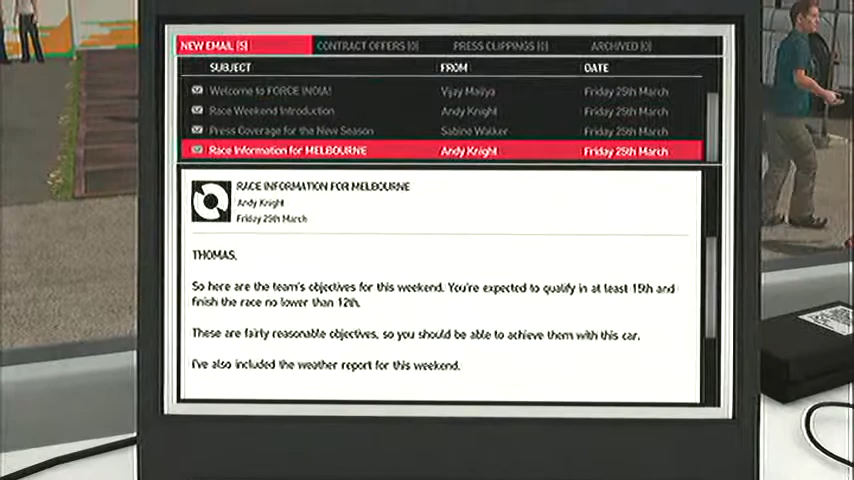 NEW EMAIL (5) CONTRACT OFFERS (0) PRESS CLIPPINGS (0) ARCHIVED (0)
SUBJECT FROM DATE
Welcome to FORCE INDIA! Vijay Mallya Friday 25th March
Race Weekend Introduction Andy Knight Friday 25th March
Press Coverage for the New Season Sabine Walker Friday 25th March
Race Information for MELBOURNE Andy Knight Friday 25th March
RACE INFORMATION FOR MELBOURNE
Andy Knight
Friday 25th March
THOMAS,
So here are the team's objectives for this weekend. You're expected to qualify in at least 15th and
finish the race no lower than 12th.
These are fairly reasonable objectives, so you should be able to achieve them with this car.
I've also included the weather report for this weekend.